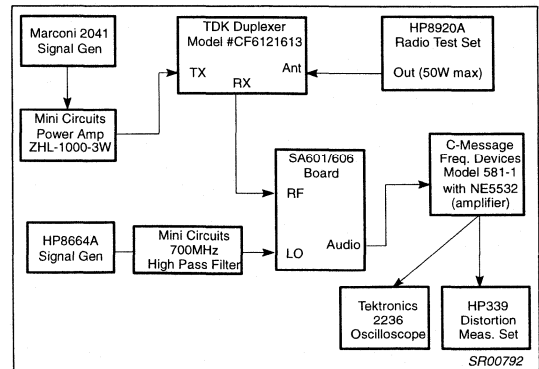 Marconi 2041
Signal Gen
TDK Duplexer
Model #CF6121613
TX
RX
Ant
HP8920A
Radio Test Set
Out (50W max)
Mini Circuits
Power Amp
ZHL-1000-3W
SA601/606
Board
RF
LO
Audio
C-Message
Freq. Devices
Model 581-1
with NE5532
(amplifier)
HP8664A
Signal Gen
Mini Circuits
700MHz
High Pass Filter
Tektronics
2236
Oscilloscope
HP339
Distortion
Meas. Set
SR00792